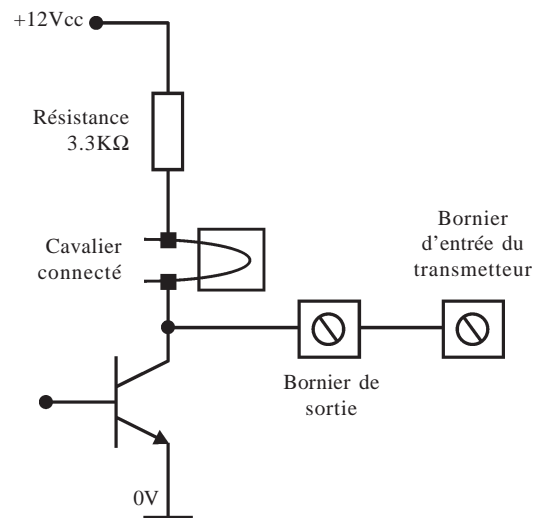 +12Vcc
Résistance
3.3KΩ
Cavalier
connecté
Bornier
d'entrée du
transmetteur
Bornier de
sortie
0V